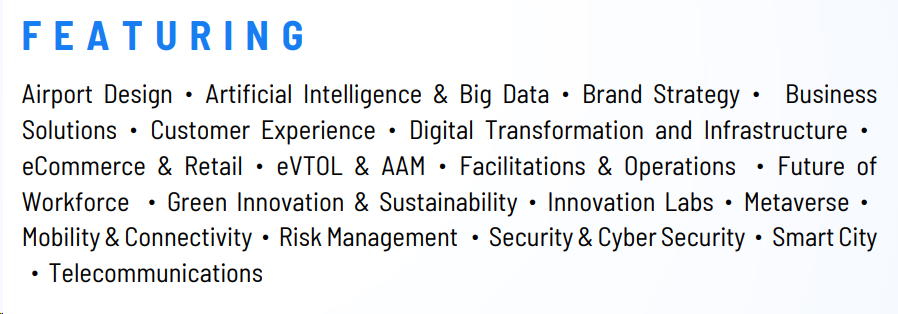 FEATURING
Airport Design • Artificial Intelligence & Big Data • Brand Strategy • Business
Solutions • Customer Experience • Digital Transformation and Infrastructure •
eCommerce & Retail • eVTOL & AAM • Facilitations & Operations • Future of
Workforce • Green Innovation & Sustainability • Innovation Labs • Metaverse •
Mobility & Connectivity • Risk Management • Security & Cyber Security • Smart City
• Telecommunications